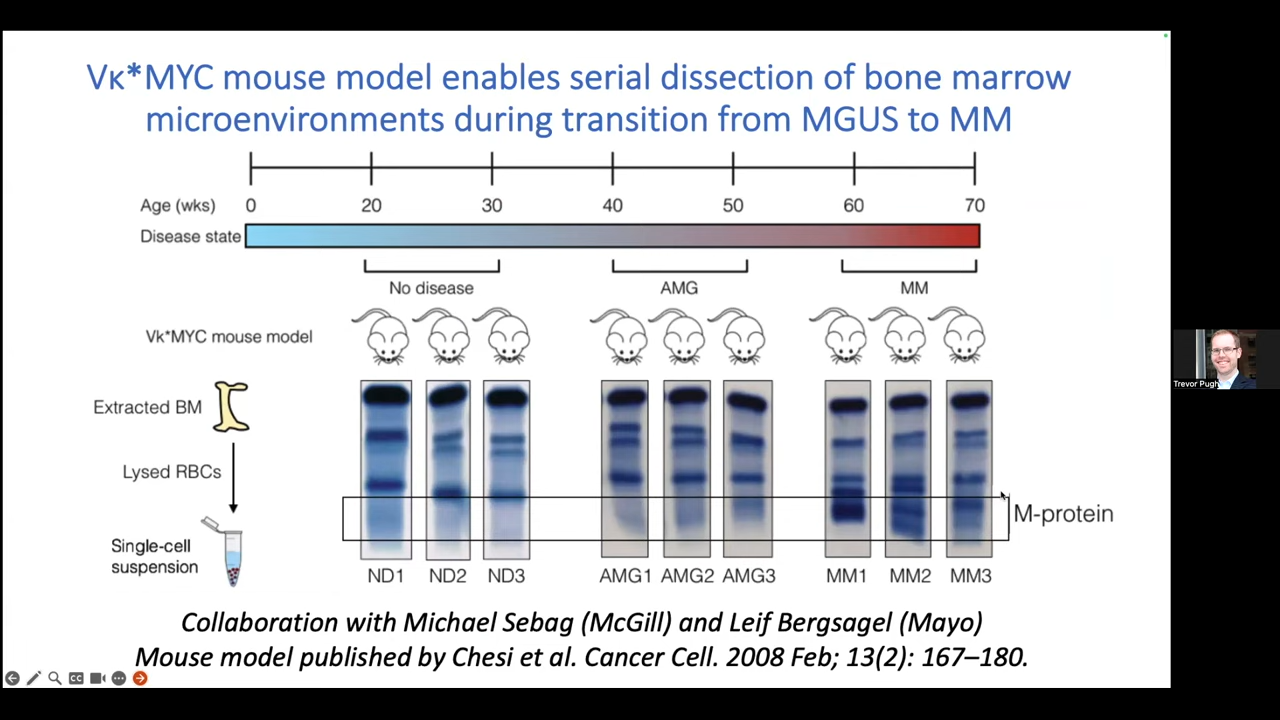 Vκ*MYC mouse model enables serial dissection of bone marrow
microenvironments during transition from MGUS to MM
Age (wks) 0 20 30 40 50 60 70
Disease state
No disease AMG MM
Vk*MYC mouse model
Extracted BM
Lysed RBCs
M-protein
Single-cell
suspension
ND1 ND2 ND3 AMG1 AMG2 AMG3 MM1 MM2 MM3
Collaboration with Michael Sebag (McGill) and Leif Bergsagel (Mayo)
Mouse model published by Chesi et al. Cancer Cell. 2008 Feb; 13(2): 167–180.
CC
Trevor Pugh